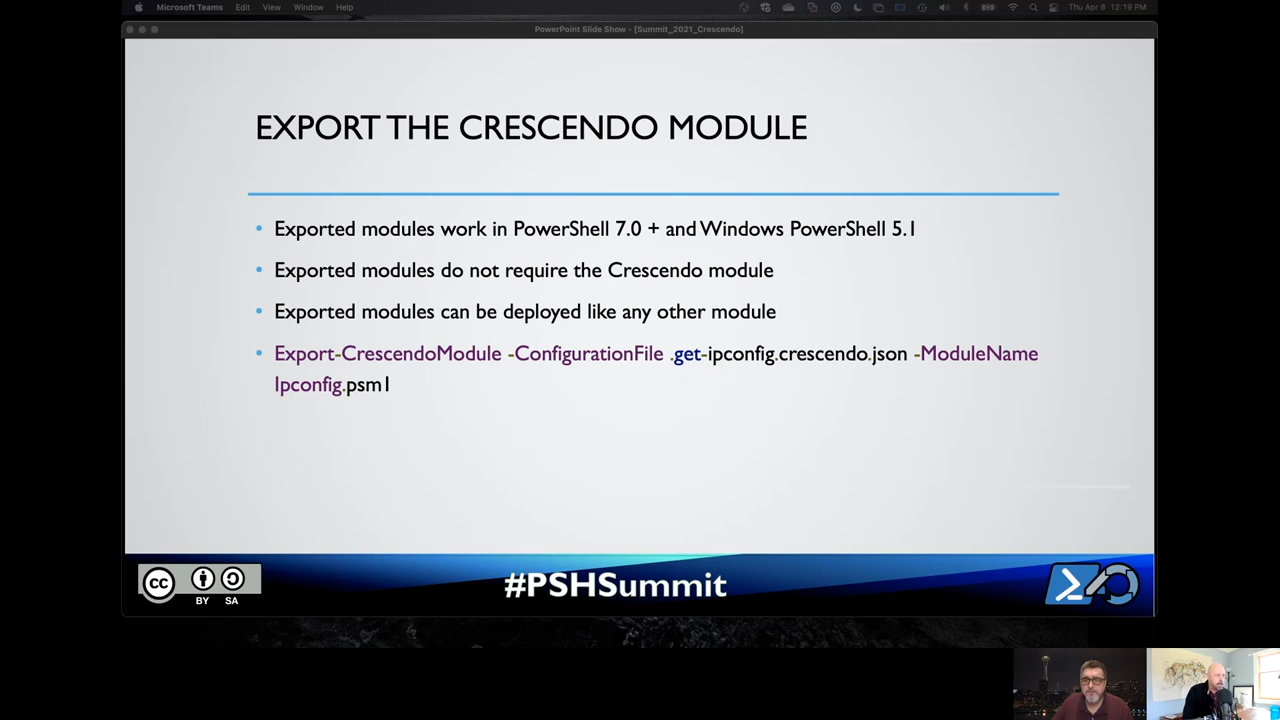 Microsoft Teams Edit View Window Help Thu Apr 8 12:19 PM
PowerPoint Slide Show - [Summit_2021_Crescendo]
EXPORT THE CRESCENDO MODULE
• Exported modules work in PowerShell 7.0 + and Windows PowerShell 5.1
• Exported modules do not require the Crescendo module
• Exported modules can be deployed like any other module
• Export-CrescendoModule -ConfigurationFile .get-ipconfig.crescendo.json -ModuleName
Ipconfig.psm1
cc BY SA
#PSHSummit